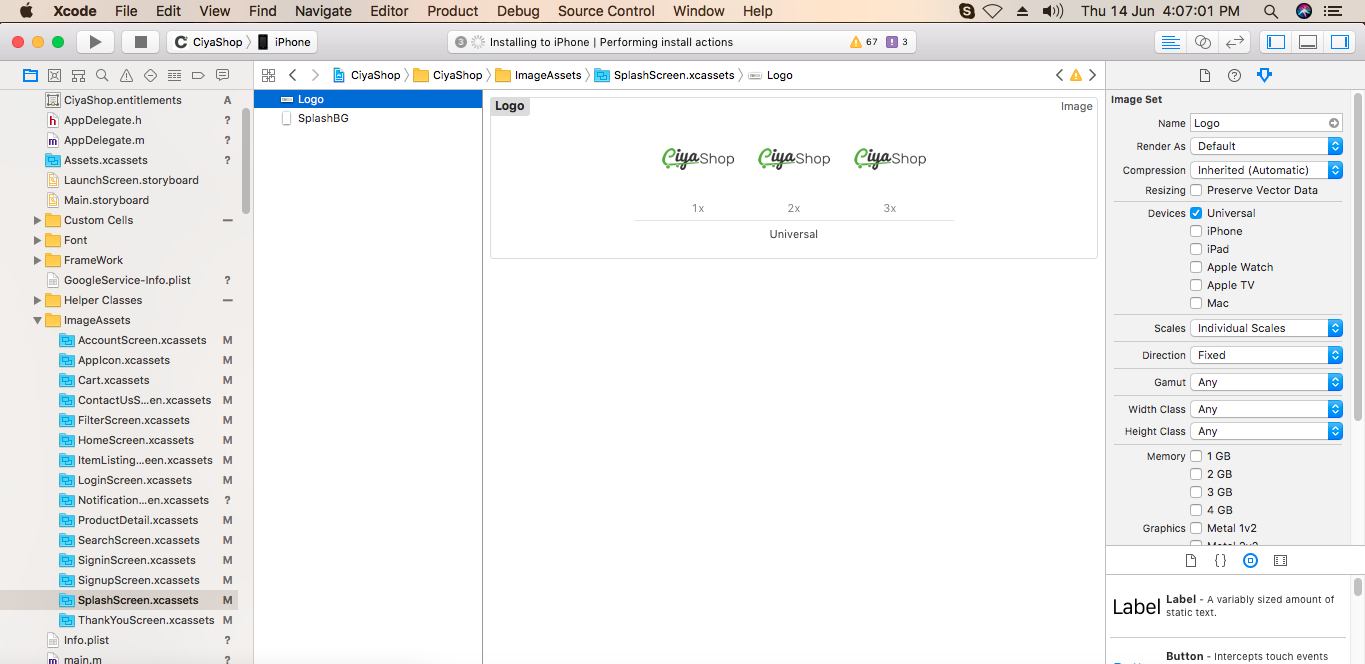 Xcode File Edit View Find Navigate Editor Product Debug Source Control Window Help Thu 14 Jun 4:07:01 PM
CiyaShop iPhone 3 Installing to iPhone | Performing install actions 67 3
CiyaShop CiyaShop ImageAssets SplashScreen.xcassets Logo
CiyaShop.entitlements A
AppDelegate.h ?
AppDelegate.m ?
Assets.xcassets ?
LaunchScreen.storyboard
Main.storyboard
Custom Cells
Font
FrameWork
GoogleService-Info.plist ?
Helper Classes
ImageAssets
AccountScreen.xcassets M
AppIcon.xcassets M
Cart.xcassets M
ContactUsS...en.xcassets M
FilterScreen.xcassets M
HomeScreen.xcassets M
ItemListing...een.xcassets M
LoginScreen.xcassets M
Notification...en.xcassets ?
ProductDetail.xcassets M
SearchScreen.xcassets M
SigninScreen.xcassets M
SignupScreen.xcassets M
SplashScreen.xcassets M
ThankYouScreen.xcassets M
Info.plist ?
main.m ?
Logo
SplashBG
Logo Image
CiyaShop CiyaShop CiyaShop
1x 2x 3x
Universal
Image Set
Name Logo
Render As Default
Compression Inherited (Automatic)
Resizing Preserve Vector Data
Devices Universal
iPhone
iPad
Apple Watch
Apple TV
Mac
Scales Individual Scales
Direction Fixed
Gamut Any
Width Class Any
Height Class Any
Memory 1 GB
2 GB
3 GB
4 GB
Graphics Metal 1v2
{}
Label Label - A variably sized amount of
static text.
Button - Intercepts touch events